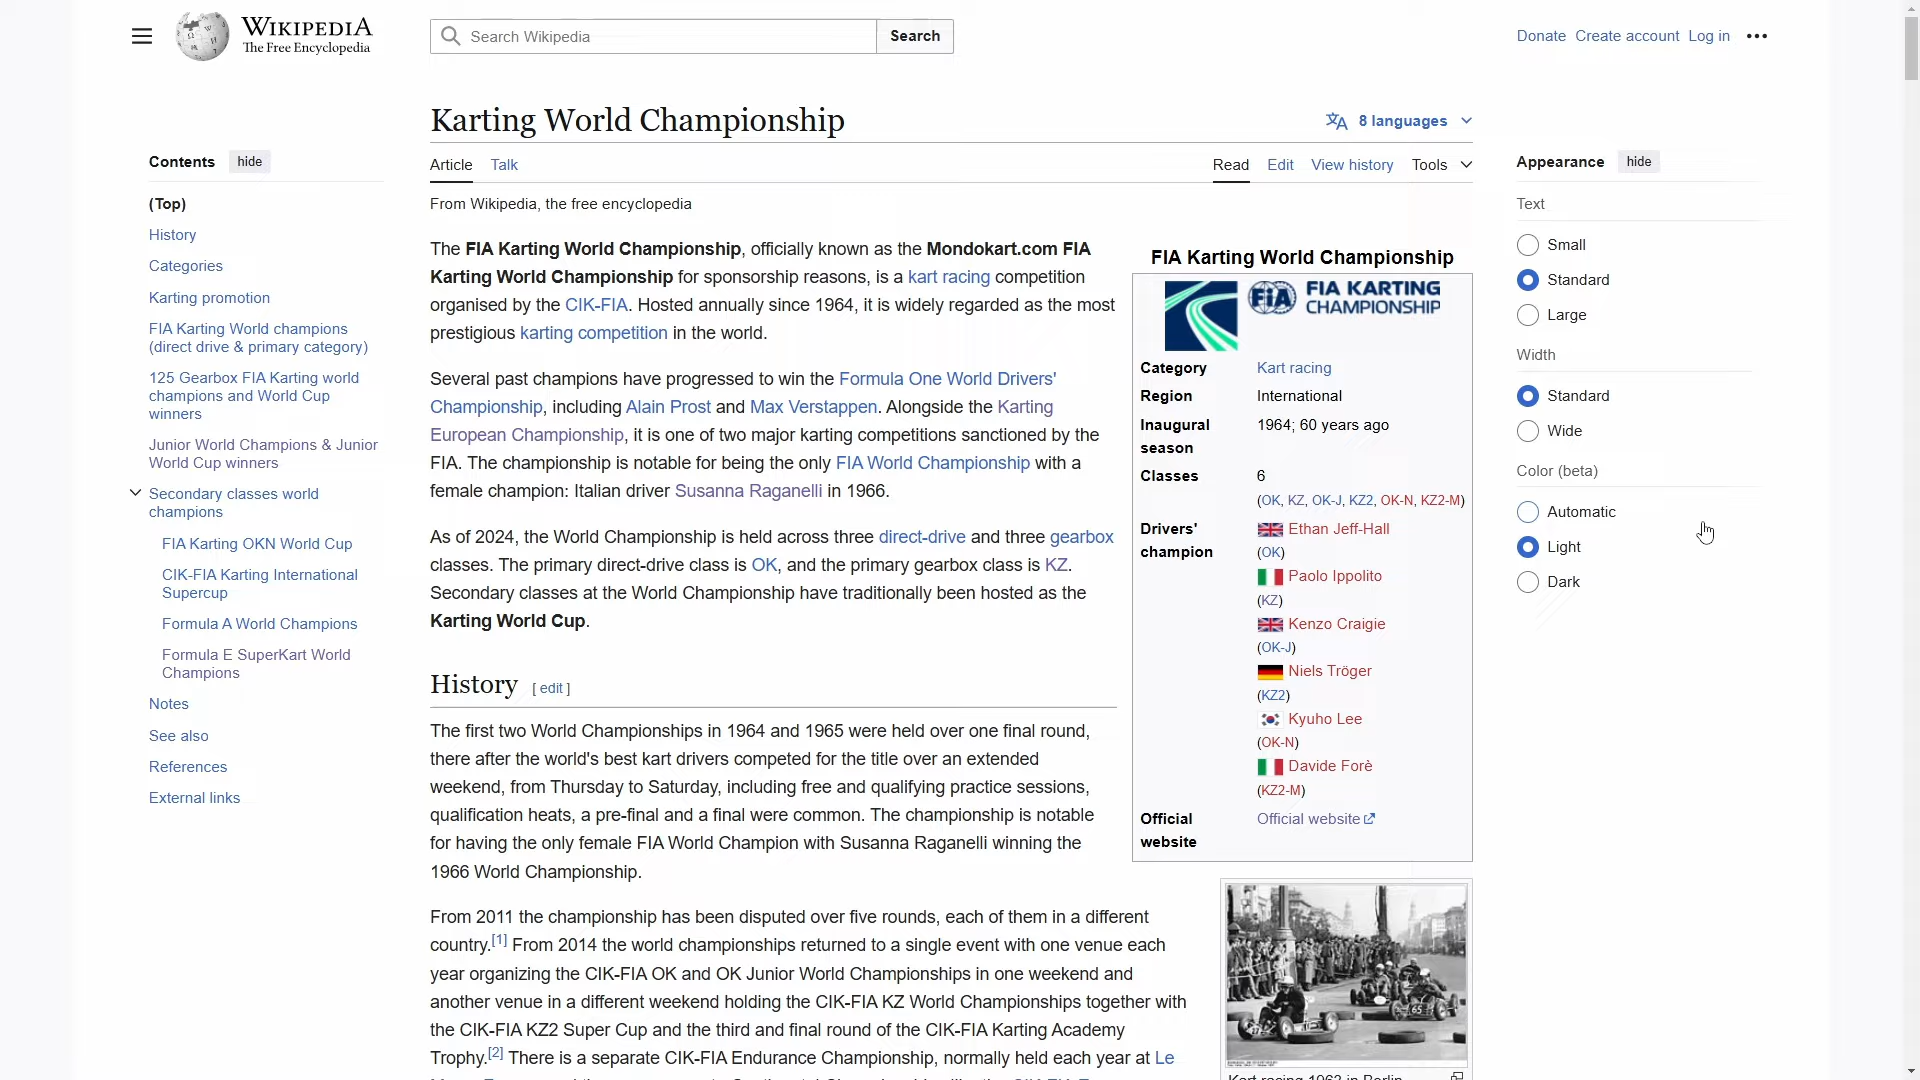 WIKIPEDIA
The Free Encyclopedia
Search Wikipedia
Search
Donate
Create account
Log in
Karting World Championship
8 languages
Contents
hide
Article
Talk
Read
Edit
View history
Tools
Appearance
hide
From Wikipedia, the free encyclopedia
(Top)
History
Categories
Karting promotion
FIA Karting World champions
(direct drive & primary category)
125 Gearbox FIA Karting world
champions and World Cup
winners
Junior World Champions & Junior
World Cup winners
Secondary classes world
champions
FIA Karting OKN World Cup
CIK-FIA Karting International
Supercup
Formula A World Champions
Formula E SuperKart World
Champions
Notes
See also
References
External links
The FIA Karting World Championship, officially known as the Mondokart.com FIA
Karting World Championship for sponsorship reasons, is a kart racing competition
organised by the CIK-FIA. Hosted annually since 1964, it is widely regarded as the most
prestigious karting competition in the world.
Several past champions have progressed to win the Formula One World Drivers'
Championship, including Alain Prost and Max Verstappen. Alongside the Karting
European Championship, it is one of two major karting competitions sanctioned by the
FIA. The championship is notable for being the only FIA World Championship with a
female champion: Italian driver Susanna Raganelli in 1966.
As of 2024, the World Championship is held across three direct-drive and three gearbox
classes. The primary direct-drive class is OK, and the primary gearbox class is KZ.
Secondary classes at the World Championship have traditionally been hosted as the
Karting World Cup.
History [ edit ]
The first two World Championships in 1964 and 1965 were held over one final round,
there after the world's best kart drivers competed for the title over an extended
weekend, from Thursday to Saturday, including free and qualifying practice sessions,
qualification heats, a pre-final and a final were common. The championship is notable
for having the only female FIA World Champion with Susanna Raganelli winning the
1966 World Championship.
From 2011 the championship has been disputed over five rounds, each of them in a different
country.[1] From 2014 the world championships returned to a single event with one venue each
year organizing the CIK-FIA OK and OK Junior World Championships in one weekend and
another venue in a different weekend holding the CIK-FIA KZ World Championships together with
the CIK-FIA KZ2 Super Cup and the third and final round of the CIK-FIA Karting Academy
Trophy.[2] There is a separate CIK-FIA Endurance Championship, normally held each year at Le
FIA Karting World Championship
FIA
FIA KARTING
CHAMPIONSHIP
Category Kart racing
Region International
Inaugural 1964; 60 years ago
season
Classes 6
(OK, KZ, OK-J, KZ2, OK-N, KZ2-M)
Drivers' Ethan Jeff-Hall
champion (OK)
Paolo Ippolito
(KZ)
Kenzo Craigie
(OK-J)
Niels Tröger
(KZ2)
Kyuho Lee
(OK-N)
Davide Forè
(KZ2-M)
Official Official website
website
65
Kart racing 1962 in Berlin
Text
Small
Standard
Large
Width
Standard
Wide
Color (beta)
Automatic
Light
Dark